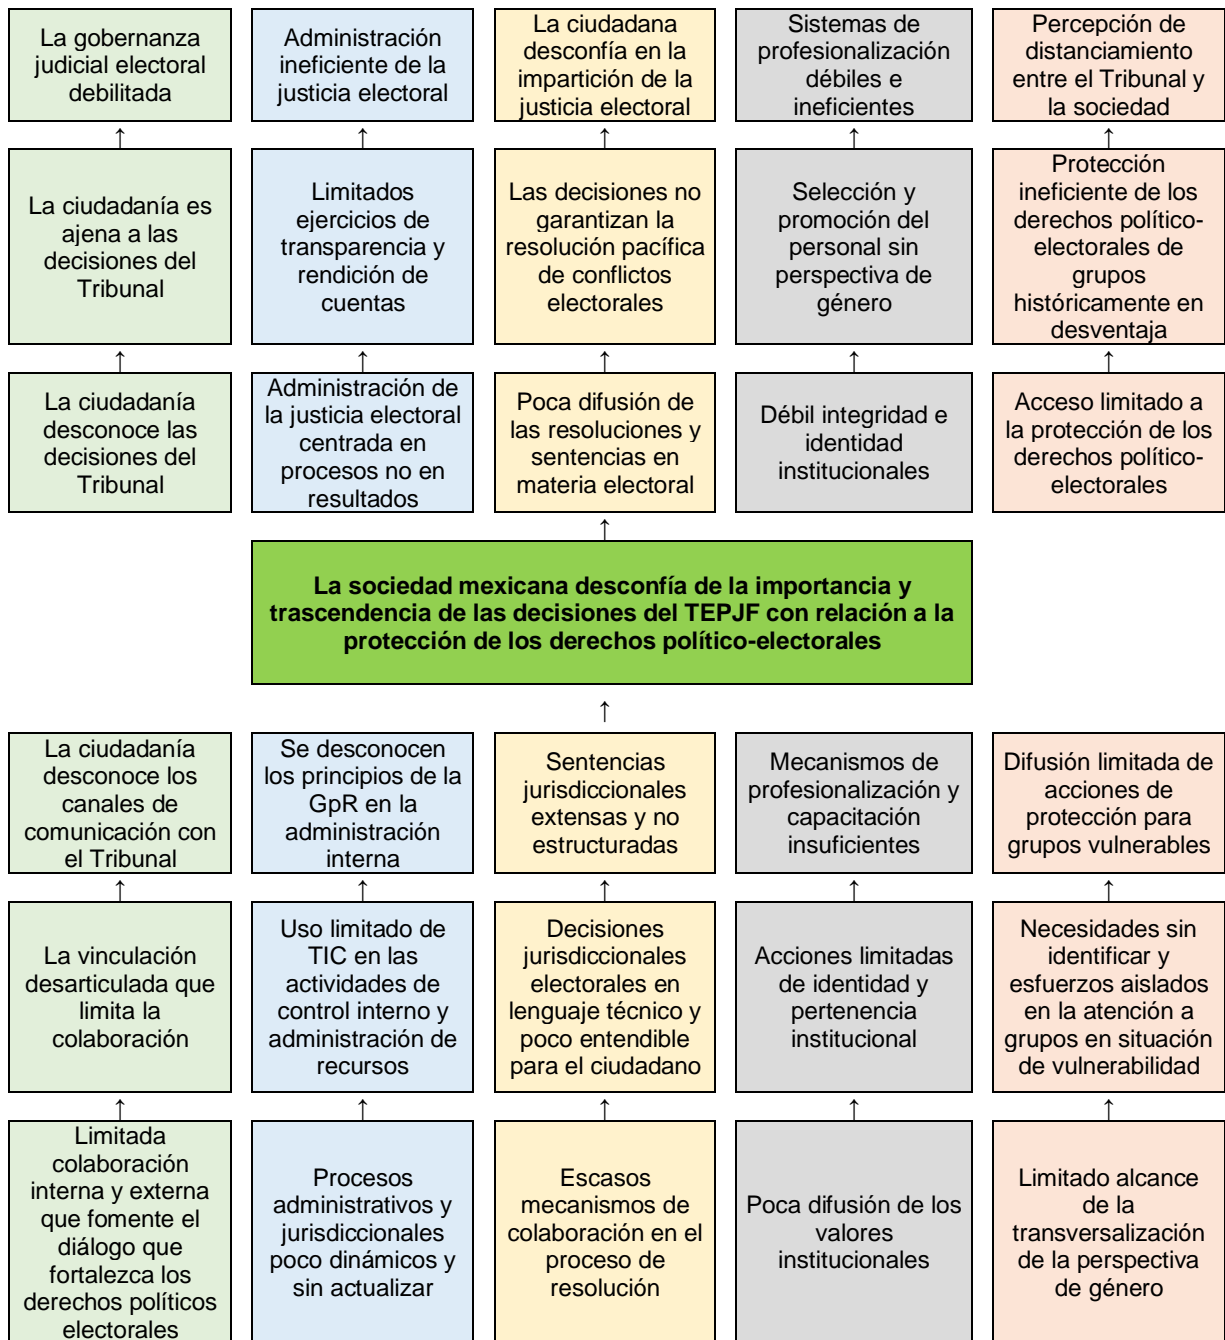 La gobernanza
judicial electoral
debilitada
Administración
ineficiente de la
justicia electoral
La ciudadana
desconfía en la
impartición de la
justicia electoral
Sistemas de
profesionalización
débiles e
ineficientes
Percepción de
distanciamiento
entre el Tribunal y
la sociedad
↑
↑
↑
↑
↑
La ciudadanía es
ajena a las
decisiones del
Tribunal
Limitados
ejercicios de
transparencia y
rendición de
cuentas
Las decisiones no
garantizan la
resolución pacífica
de conflictos
electorales
Selección y
promoción del
personal sin
perspectiva de
género
Protección
ineficiente de los
derechos político-
electorales de
grupos
históricamente en
desventaja
↑
↑
↑
↑
↑
La ciudadanía
desconoce las
decisiones del
Tribunal
Administración de
la justicia electoral
centrada en
procesos no en
resultados
Poca difusión de
las resoluciones y
sentencias en
materia electoral
Débil integridad e
identidad
institucionales
Acceso limitado a
la protección de los
derechos político-
electorales
↑
La sociedad mexicana desconfía de la importancia y
trascendencia de las decisiones del TEPJF con relación a la
protección de los derechos político-electorales
↑
La ciudadanía
desconoce los
canales de
comunicación con
el Tribunal
Se desconocen
los principios de la
GpR en la
administración
interna
Sentencias
jurisdiccionales
extensas y no
estructuradas
Mecanismos de
profesionalización y
capacitación
insuficientes
Difusión limitada de
acciones de
protección para
grupos vulnerables
↑
↑
↑
↑
↑
La vinculación
desarticulada que
limita la
colaboración
Uso limitado de
TIC en las
actividades de
control interno y
administración de
recursos
Decisiones
jurisdiccionales
electorales en
lenguaje técnico y
poco entendible
para el ciudadano
Acciones limitadas
de identidad y
pertenencia
institucional
Necesidades sin
identificar y
esfuerzos aislados
en la atención a
grupos en situación
de vulnerabilidad
↑
↑
↑
↑
↑
Limitada
colaboración
interna y externa
que fomente el
diálogo que
fortalezca los
derechos políticos
electorales
Procesos
administrativos y
jurisdiccionales
poco dinámicos y
sin actualizar
Escasos
mecanismos de
colaboración en el
proceso de
resolución
Poca difusión de los
valores
institucionales
Limitado alcance
de la
transversalización
de la perspectiva
de género